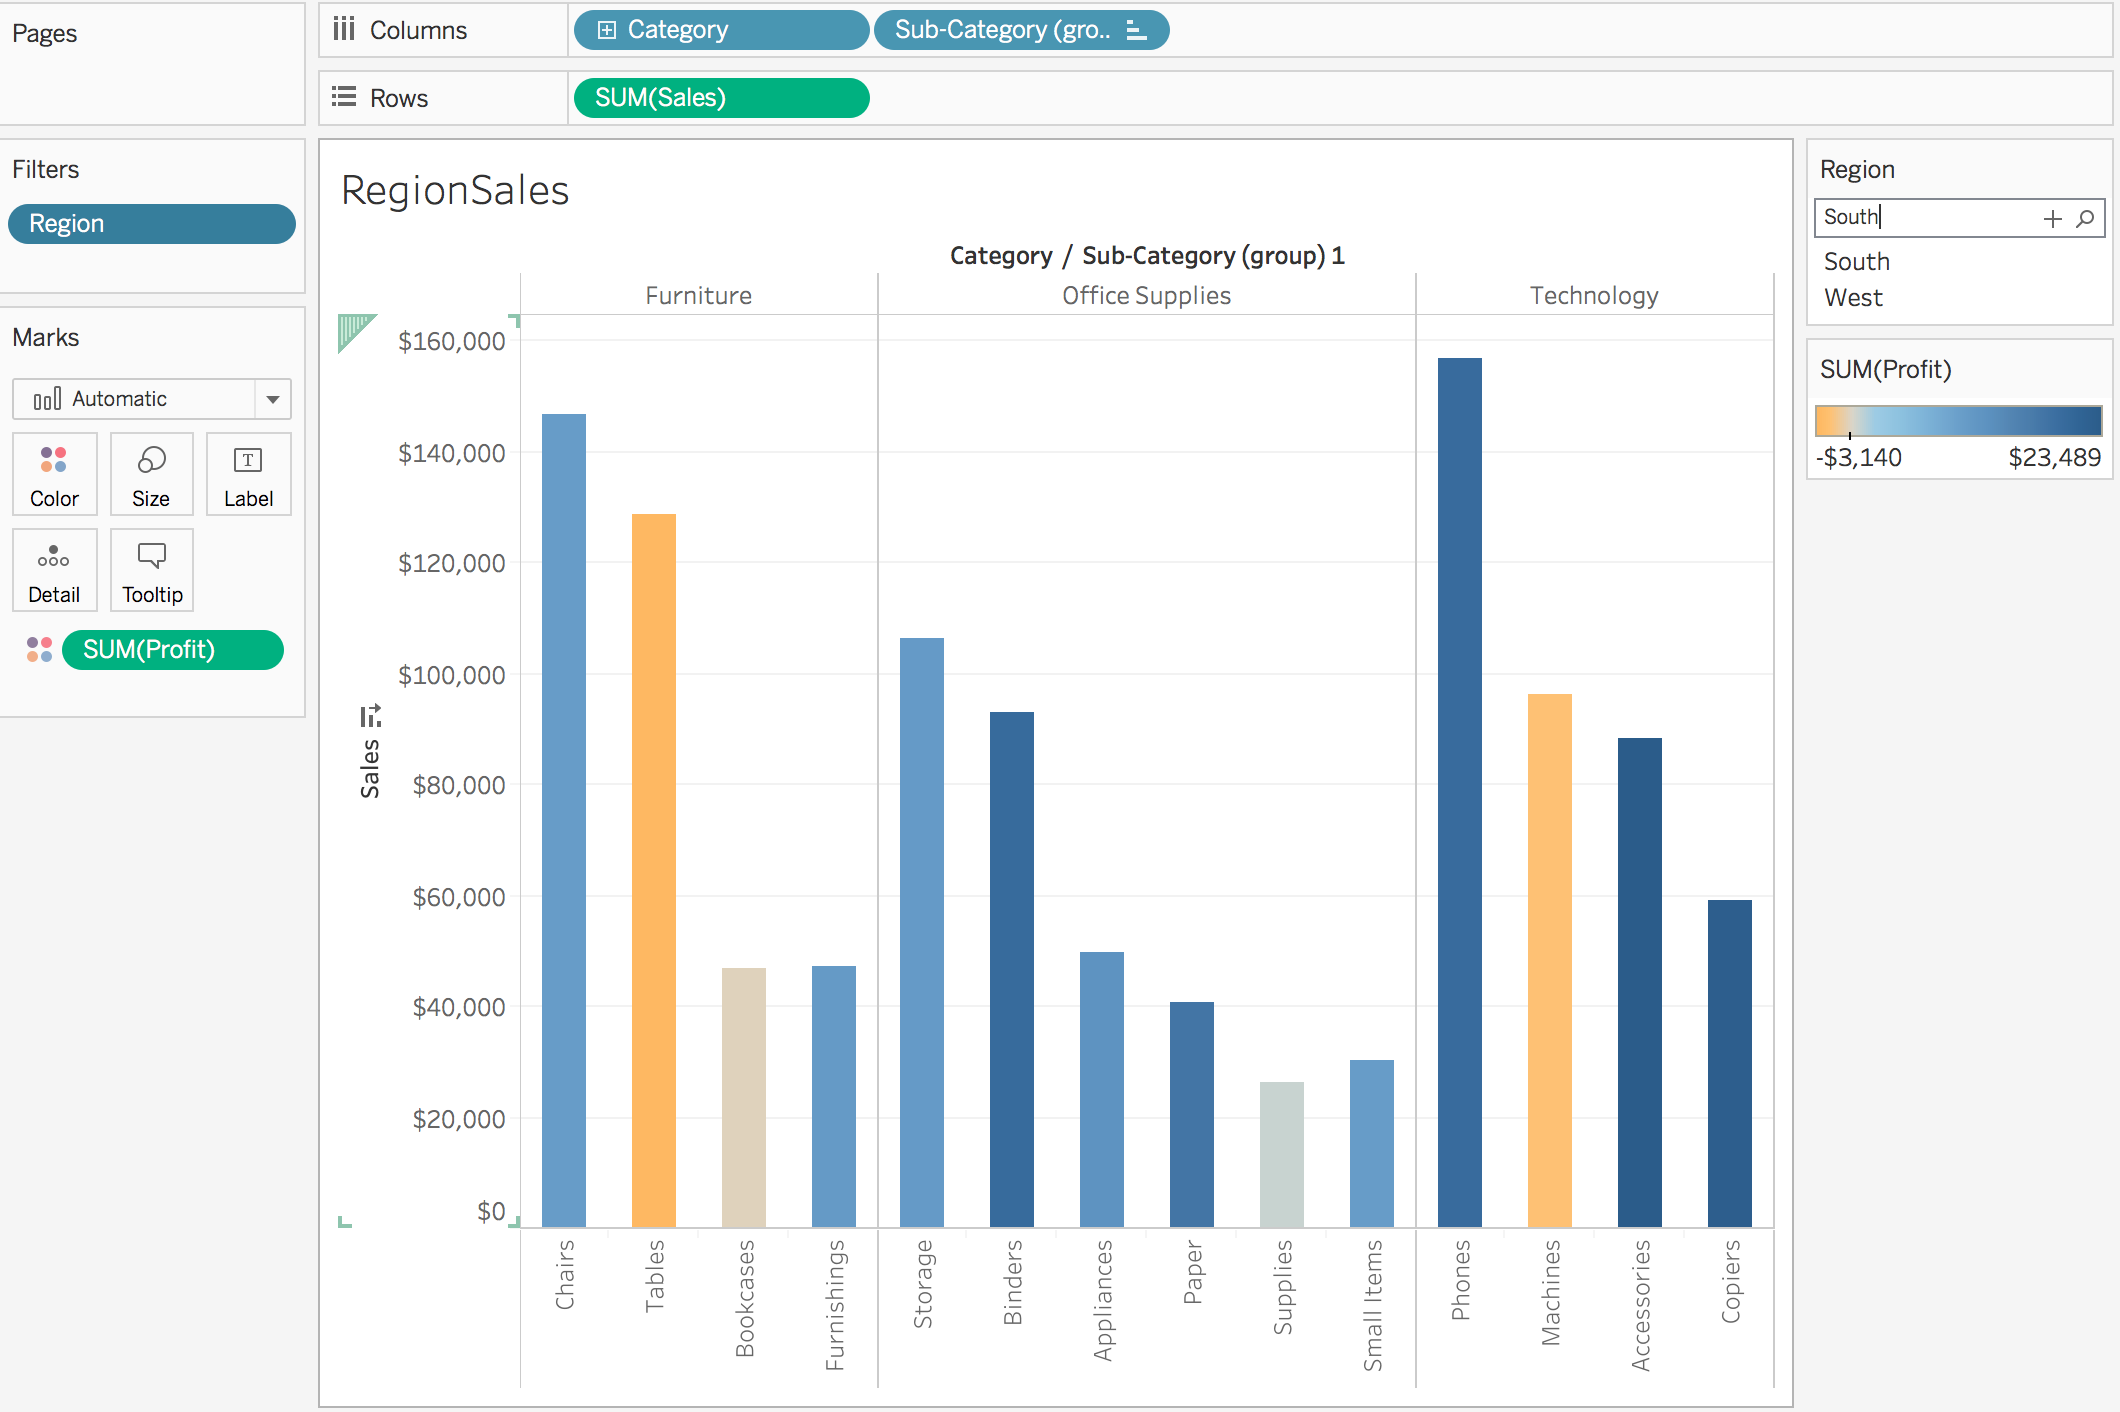 Pages
Columns
Category
Sub-Category (gro..
Rows
SUM(Sales)
Filters
Region
Marks
Automatic
Color
Size
T
Label
Detail
Tooltip
SUM(Profit)
RegionSales
Category / Sub-Category (group) 1
Furniture
Office Supplies
Technology
Sales
$160,000
$140,000
$120,000
$100,000
$80,000
$60,000
$40,000
$20,000
$0
Chairs
Tables
Bookcases
Furnishings
Storage
Binders
Appliances
Paper
Supplies
Small Items
Phones
Machines
Accessories
Copiers
Region
South
South
West
SUM(Profit)
-$3,140 $23,489